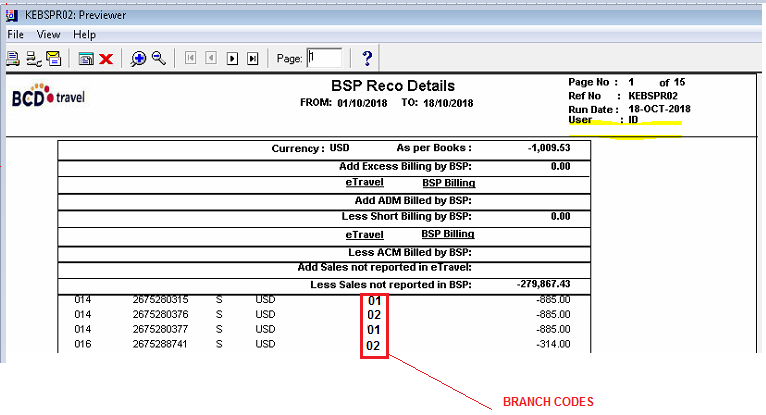 KEBSPR02: Previewer
File View Help
Page: 1 ?
BCD travel
BSP Reco Details
FROM: 01/10/2018 TO: 18/10/2018
Page No : 1 of 15
Ref No : KEBSPR02
Run Date : 18-OCT-2018
User : ID
Currency : USD As per Books : -1,009.53
Add Excess Billing by BSP: 0.00
eTravel BSP Billing
Add ADM Billed by BSP:
Less Short Billing by BSP: 0.00
eTravel BSP Billing
Less ACM Billed by BSP:
Add Sales not reported in eTravel:
Less Sales not reported in BSP: -279,867.43
014 2675280315 S USD 01 -885.00
014 2675280376 S USD 02 -885.00
014 2675280377 S USD 01 -885.00
016 2675288741 S USD 02 -314.00
BRANCH CODES